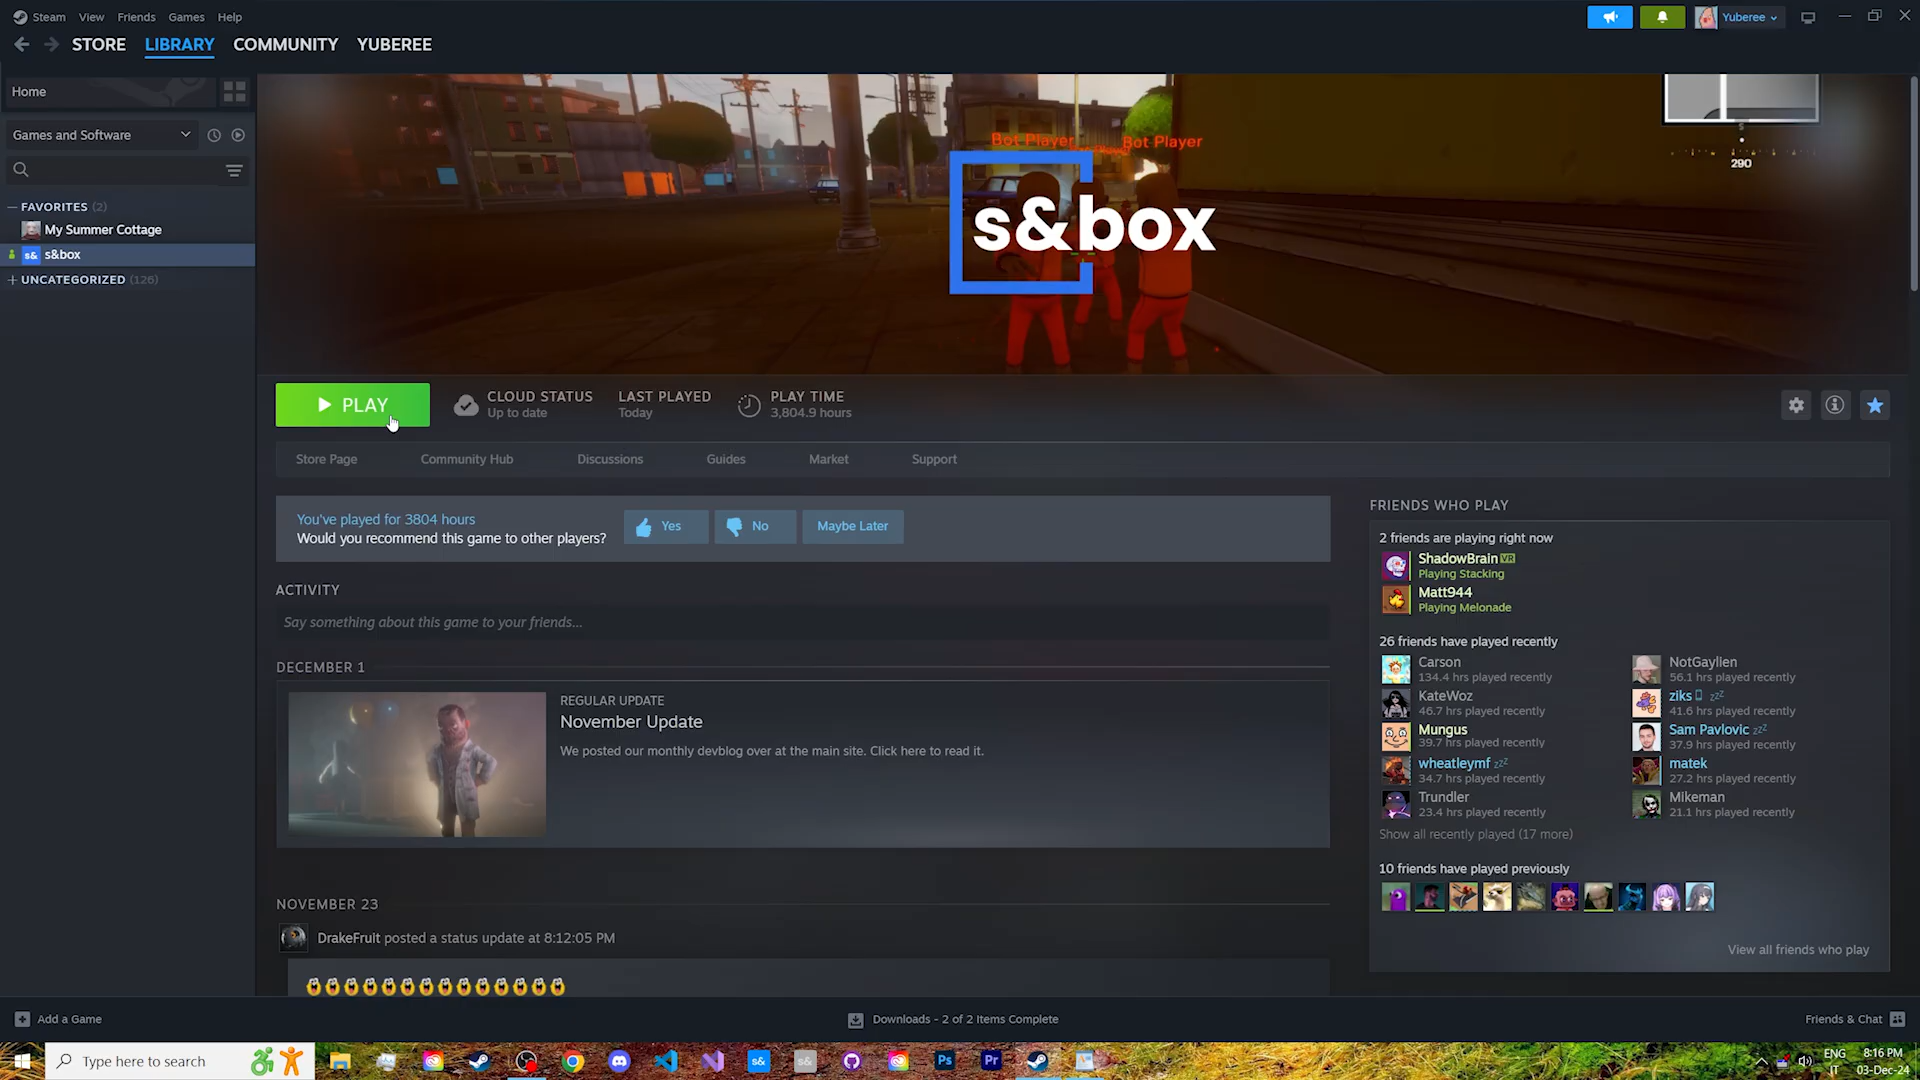 Steam View Friends Games Help
Yuberee
STORE LIBRARY COMMUNITY YUBEREE
Home
Games and Software
FAVORITES (2)
My Summer Cottage
s& s&box
UNCATEGORIZED (126)
Bot Player Bot Player
s&box
S
290
PLAY
CLOUD STATUS
Up to date
LAST PLAYED
Today
PLAY TIME
3,804.9 hours
Store Page Community Hub Discussions Guides Market Support
You've played for 3804 hours
Would you recommend this game to other players?
Yes No Maybe Later
ACTIVITY
Say something about this game to your friends...
DECEMBER 1
REGULAR UPDATE
November Update
We posted our monthly devblog over at the main site. Click here to read it.
NOVEMBER 23
DrakeFruit posted a status update at 8:12:05 PM
FRIENDS WHO PLAY
2 friends are playing right now
ShadowBrain VR
Playing Stacking
Matt944
Playing Melonade
26 friends have played recently
Carson
134.4 hrs played recently
NotGaylien
56.1 hrs played recently
KateWoz
46.7 hrs played recently
ziks zzz
41.6 hrs played recently
Mungus
39.7 hrs played recently
Sam Pavlovic zzz
37.9 hrs played recently
wheatleymf zzz
34.7 hrs played recently
matek
27.2 hrs played recently
Trundler
23.4 hrs played recently
Mikeman
21.1 hrs played recently
Show all recently played (17 more)
10 friends have played previously
View all friends who play
Add a Game
Downloads - 2 of 2 Items Complete
Friends & Chat
Type here to search
s& s& Ps Pr
ENG
IT
8:16 PM
03-Dec-24